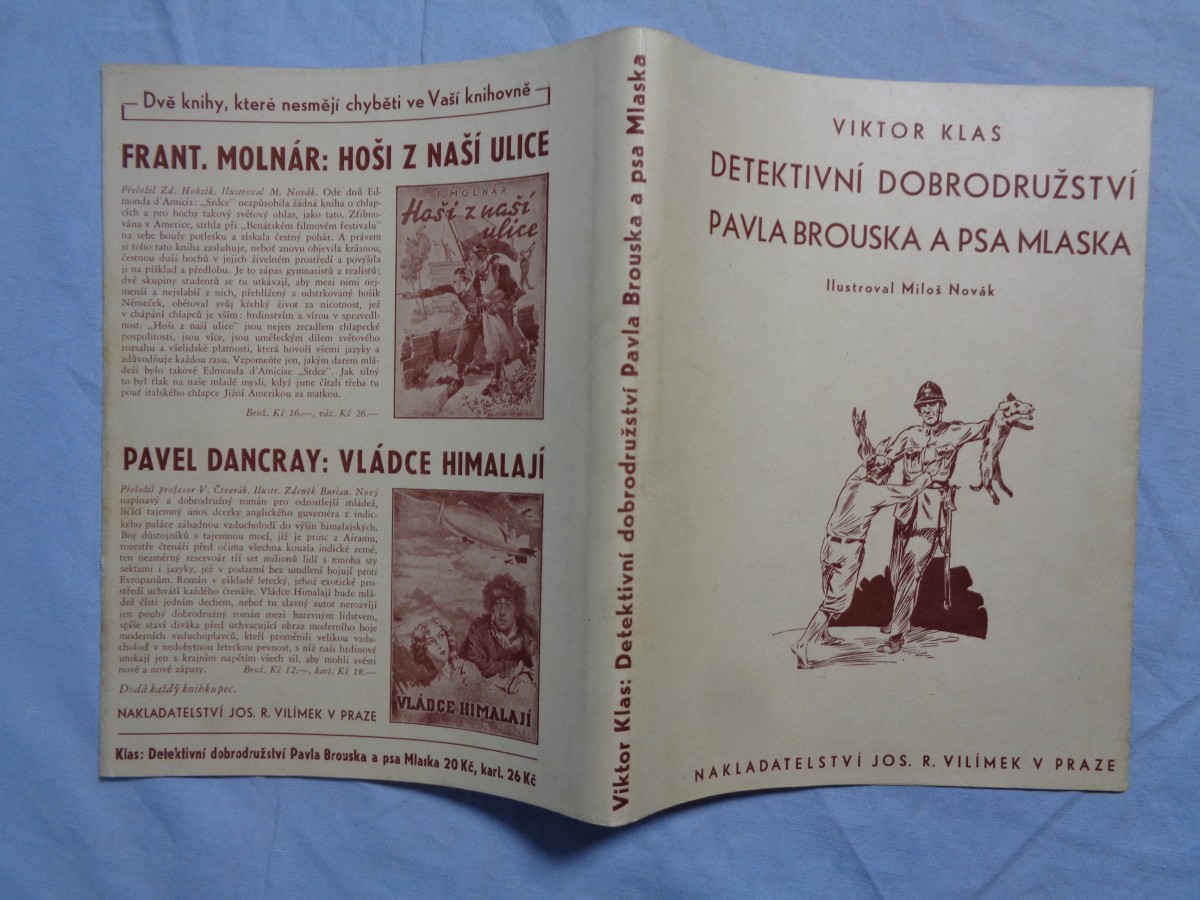 Dvě knihy, které nesmějí chyběti ve Vaší knihovně
FRANT. MOLNÁR: HOŠI Z NAŠÍ ULICE
Přeložil Zd. Hobzík. Ilustroval M. Novák. Ode dnů Ed-
monda d'Amicis: „Srdce" nezpůsobila žádná kniha o chlap-
cích a pro hochy takový světový ohlas, jako tato. Zfilmo-
vána v Americe, strhla při „Benátském filmovém festivalu"
na sebe bouře potlesku a získala čestný pohár. A právem
si toho tato kniha zasluhuje, neboť znovu objevila krásnou,
čestnou duši hochů v jejich živelném prostředí a povýšila
ji na příklad a předlohu. Je to zápas gymnasistů a realistů;
dvě skupiny studentů se tu utkávají, aby mezi nimi nej-
menší a nejslabší z nich, přehlížený a odstrkovaný hošík
Németek, obětoval svůj křehký život za nicotnost, jež
v chápání chlapců je vším: hrdinstvím a vírou v spravedl-
nost. „Hoši z naší ulice" jsou nejen zrcadlem chlapecké
pospolitosti, jsou více, jsou uměleckým dílem světového
rozsahu a všelidské platnosti, která hovoří všemi jazyky a
zdůvodňuje každou rasu. Vzpomeňte jen, jakým darem mlá-
deži bylo takové Edmonda d'Amicise „Srdce". Jak silný
to byl tlak na naše mladé mysli, když jsme čítali třeba tu
pouť italského chlapce Jižní Amerikou za matkou.
Brož. Kč 16.—, váz. Kč 26.—
F. MOLNÁR
Hoši z naší
ulice
PAVEL DANCRAY: VLÁDCE HIMALAJÍ
Přeložil profesor V. Čtverák. Ilustr. Zdeněk Burian. Nový
napínavý a dobrodružný román pro odrostlejší mládež,
líčící tajemný únos dcerky anglického guvernéra z indic-
kého paláce záhadnou vzducholodí do výšin himalajských.
Boj důstojníků s tajemnou mocí, již je princ z Airamu,
rozestře čtenáři před očima všechna kouzla indické země,
ten nezměrný reservoár tří set milionů lidí s mnoha sty
sektami i jazyky, jež v podzemí bez umdlení bojují proti
Evropanům. Román v základě letecký, jehož exotické pro-
středí uchvátí každého čtenáře. Vládce Himalají bude mlá-
dež čísti jedním dechem, neboť tu slavný autor nerozvíjí
jen pouhý dobrodružný román mezi barevným lidstvem,
spíše staví diváka před uchvacující obraz moderního boje
moderních vzduchoplavců, kteří proměnili velikou vzdu-
choloď v nedobytnou leteckou pevnost, s níž naši hrdinové
unikají jen s krajním napětím všech sil, aby mohli svésti
nové a nové zápasy. Brož. Kč 12.—, kart. Kč 18.—
Dodá každý knihkupec.
NAKLADATELSTVÍ JOS. R. VILÍMEK V PRAZE
VLÁDCE HIMALAJÍ
Klas: Detektivní dobrodružství Pavla Brouska a psa Mlaska 20 Kč, kart. 26 Kč
Viktor Klas: Detektivní dobrodružství Pavla Brouska a psa Mlaska
VIKTOR KLAS
DETEKTIVNÍ DOBRODRUŽSTVÍ
PAVLA BROUSKA A PSA MLASKA
Ilustroval Miloš Novák
NAKLADATELSTVÍ JOS. R. VILÍMEK V PRAZE